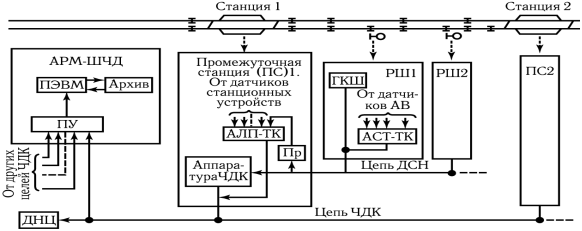 Станция 1
Станция 2
АРМ-ШЧД
ПЭВМ
Архив
ПУ
От других
целей ЧДК
ДНЦ
Промежуточная
станция (ПС)1.
От датчиков
станционных
устройств
АЛП-ТК
Пр
Аппара-
тураЧДК
РШ1
ГКШ
От датчи-
ков АВ
АСТ-ТК
РШ2
ПС2
Цепь ДСН
Цепь ЧДК